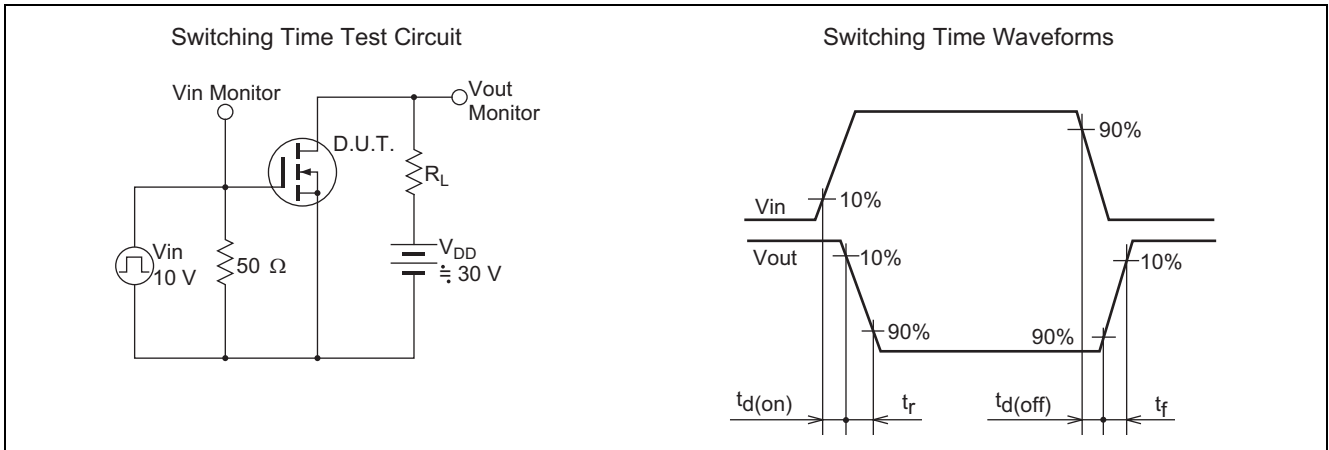 Switching Time Test Circuit
Vin Monitor
Vout
Monitor
D.U.T.
RL
Vin
10 V
50 Ω
VDD
≒ 30 V
Switching Time Waveforms
Vin
10%
90%
Vout
10%
90%
90%
10%
td(on)
tr
td(off)
tf